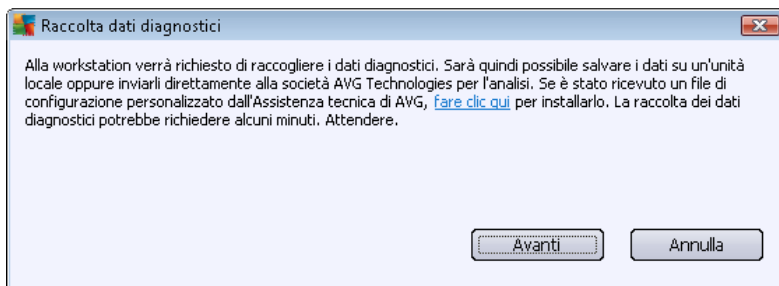 Raccolta dati diagnostici
Alla workstation verrà richiesto di raccogliere i dati diagnostici. Sarà quindi possibile salvare i dati su un'unità
locale oppure inviarli direttamente alla società AVG Technologies per l'analisi. Se è stato ricevuto un file di
configurazione personalizzato dall'Assistenza tecnica di AVG, fare clic qui per installarlo. La raccolta dei dati
diagnostici potrebbe richiedere alcuni minuti. Attendere.
Avanti
Annulla